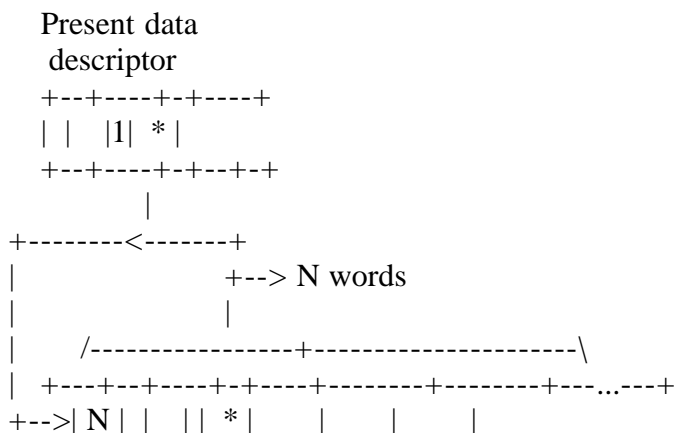 Present data
descriptor
+--+----+-+----+
| |   |1|  * |
+--+----+-+--+-+
|
+--------<-------+
|                +--> N words
|                |
|    /-----------------+-----------------------\
|  +---+--+----+-+----+--------+--------+---...---+
+-->| N | |   | |  * |      |      |      |